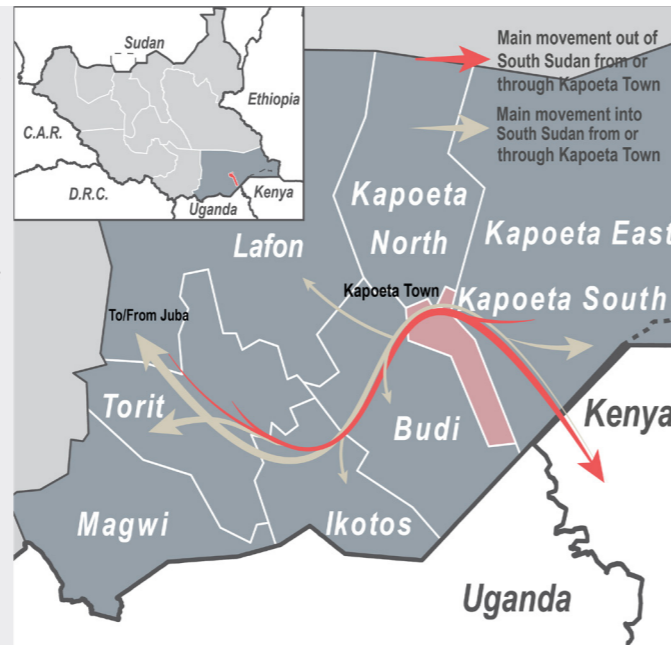 Sudan
Ethiopia
C.A.R.
D.R.C.
Kenya
Uganda
Main movement out of
South Sudan from or
through Kapoeta Town
Main movement into
South Sudan from or
through Kapoeta Town
Kapoeta
North
Lafon
Kapoeta East
Kapoeta Town
Kapoeta South
To/From Juba
Torit
Budi
Kenya
Magwi
Ikotos
Uganda